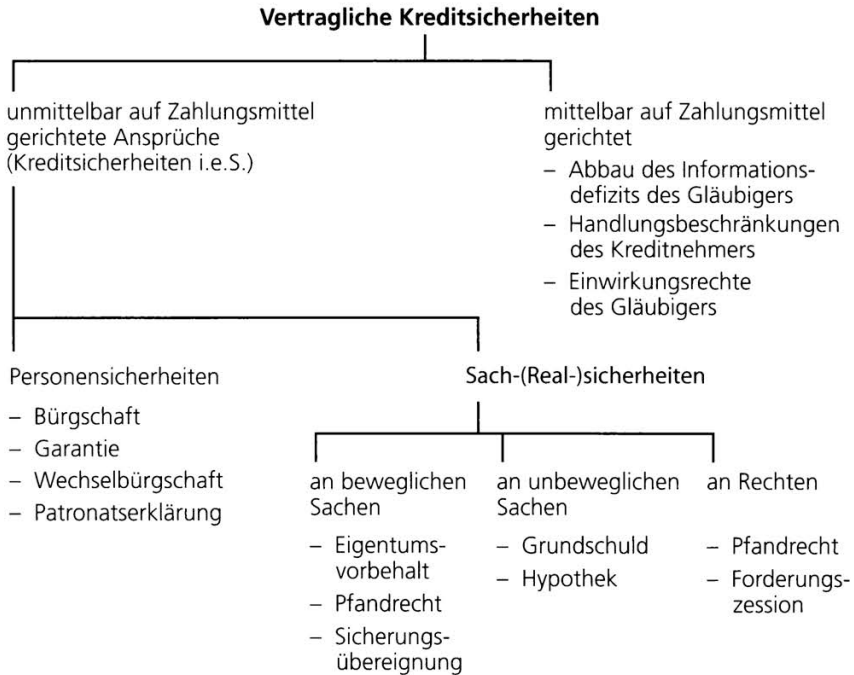 Vertragliche Kreditsicherheiten
unmittelbar auf Zahlungsmittel
gerichtete Ansprüche
(Kreditsicherheiten i.e.S.)
mittelbar auf Zahlungsmittel
gerichtet
– Abbau des Informations-
defizits des Gläubigers
– Handlungsbeschränkungen
des Kreditnehmers
– Einwirkungsrechte
des Gläubigers
Personensicherheiten
– Bürgschaft
– Garantie
– Wechselbürgschaft
– Patronatserklärung
Sach-(Real-)sicherheiten
an beweglichen
Sachen
– Eigentums-
vorbehalt
– Pfandrecht
– Sicherungs-
übereignung
an unbeweglichen
Sachen
– Grundschuld
– Hypothek
an Rechten
– Pfandrecht
– Forderungs-
zession